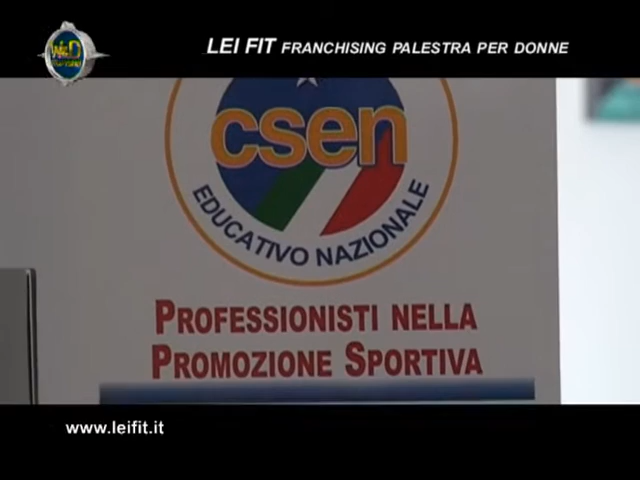 LEI FIT FRANCHISING PALESTRA PER DONNE
csen
EDUCATIVO NAZIONALE
PROFESSIONISTI NELLA
PROMOZIONE SPORTIVA
www.leifit.it